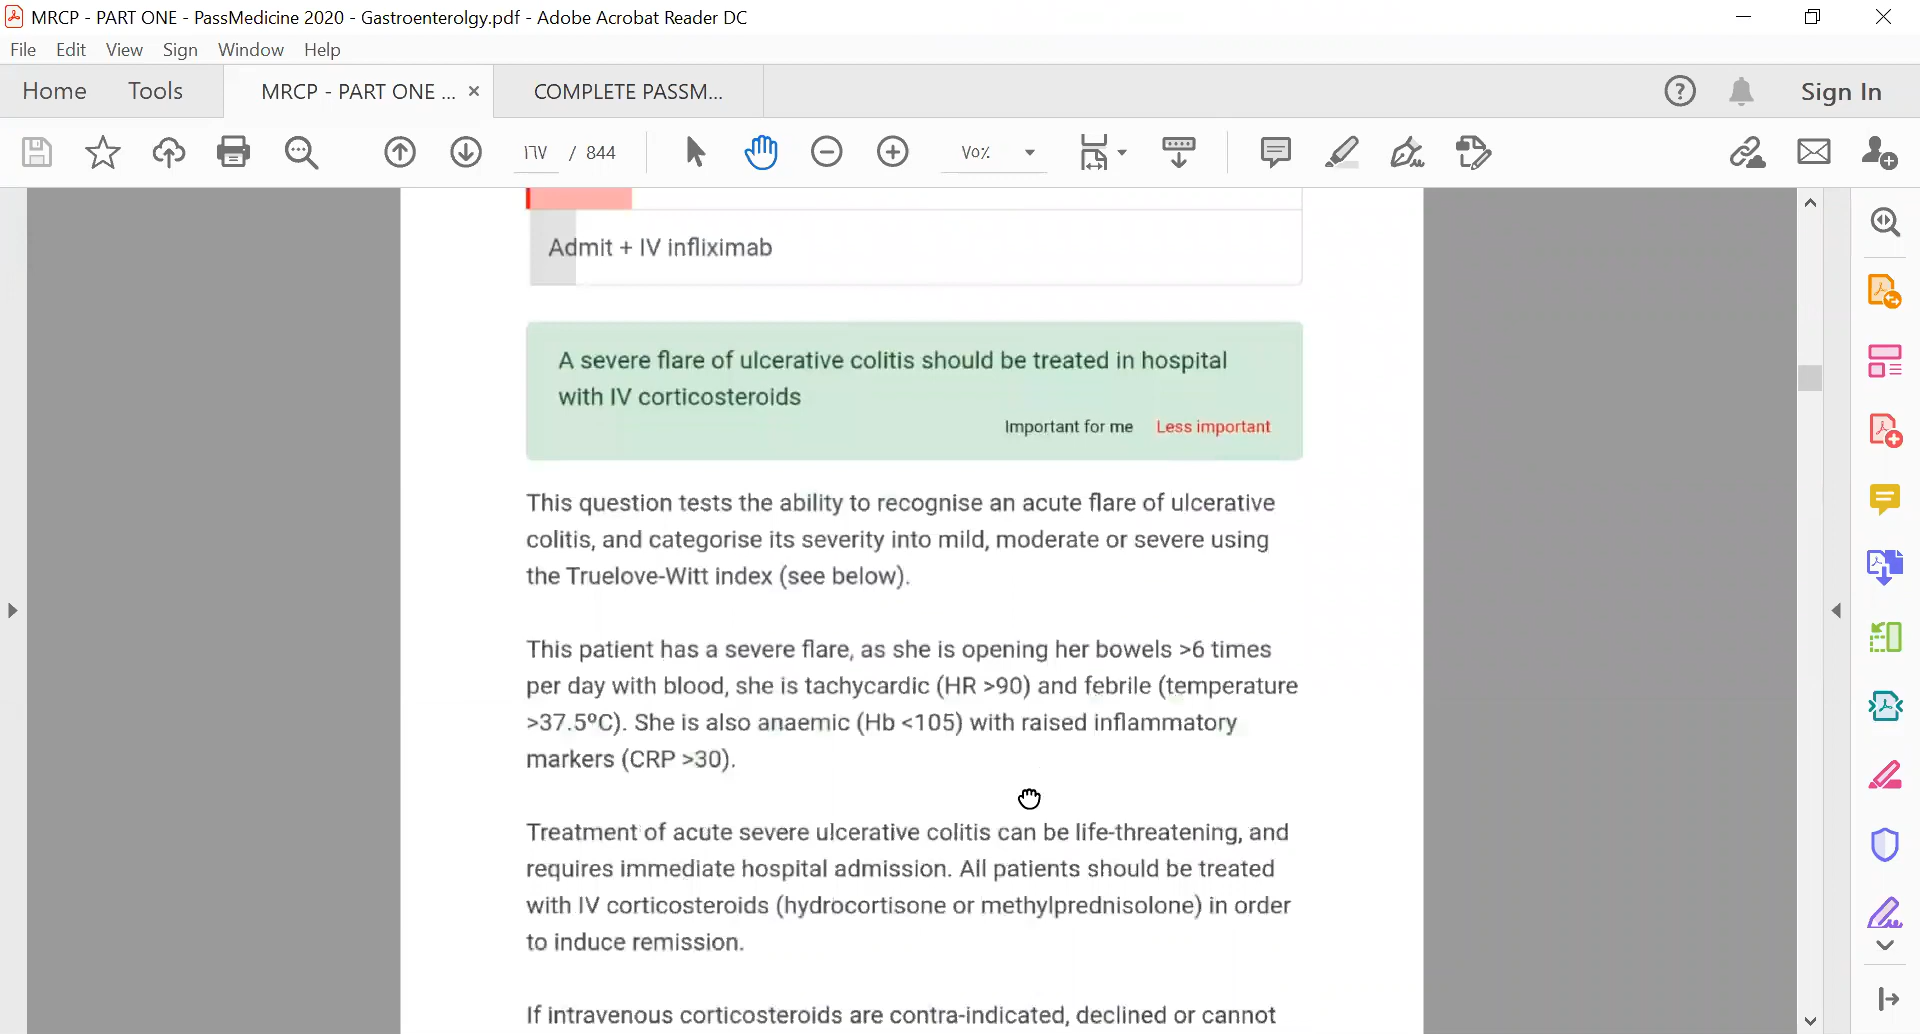 MRCP - PART ONE - PassMedicine 2020 - Gastroenterolgy.pdf - Adobe Acrobat Reader DC
File Edit View Sign Window Help
Home Tools MRCP - PART ONE ... × COMPLETE PASSM... Sign In
١٦٧ / 844 ٧٥٪
Admit + IV infliximab
A severe flare of ulcerative colitis should be treated in hospital
with IV corticosteroids
Important for me Less important
This question tests the ability to recognise an acute flare of ulcerative
colitis, and categorise its severity into mild, moderate or severe using
the Truelove-Witt index (see below).
This patient has a severe flare, as she is opening her bowels >6 times
per day with blood, she is tachycardic (HR >90) and febrile (temperature
>37.5ºC). She is also anaemic (Hb <105) with raised inflammatory
markers (CRP >30).
Treatment of acute severe ulcerative colitis can be life-threatening, and
requires immediate hospital admission. All patients should be treated
with IV corticosteroids (hydrocortisone or methylprednisolone) in order
to induce remission.
If intravenous corticosteroids are contra-indicated, declined or cannot